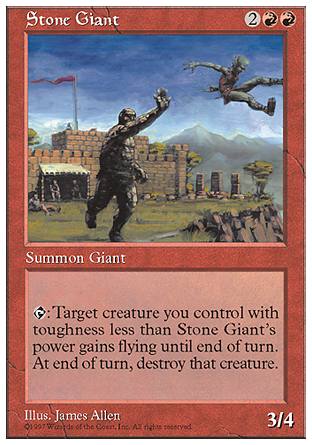 Stone Giant 2
Summon Giant
:Target creature you control with
toughness less than Stone Giant's
power gains flying until end of turn.
At end of turn, destroy that creature.
Illus. James Allen
©1997 Wizards of the Coast, Inc. All rights reserved.
3/4